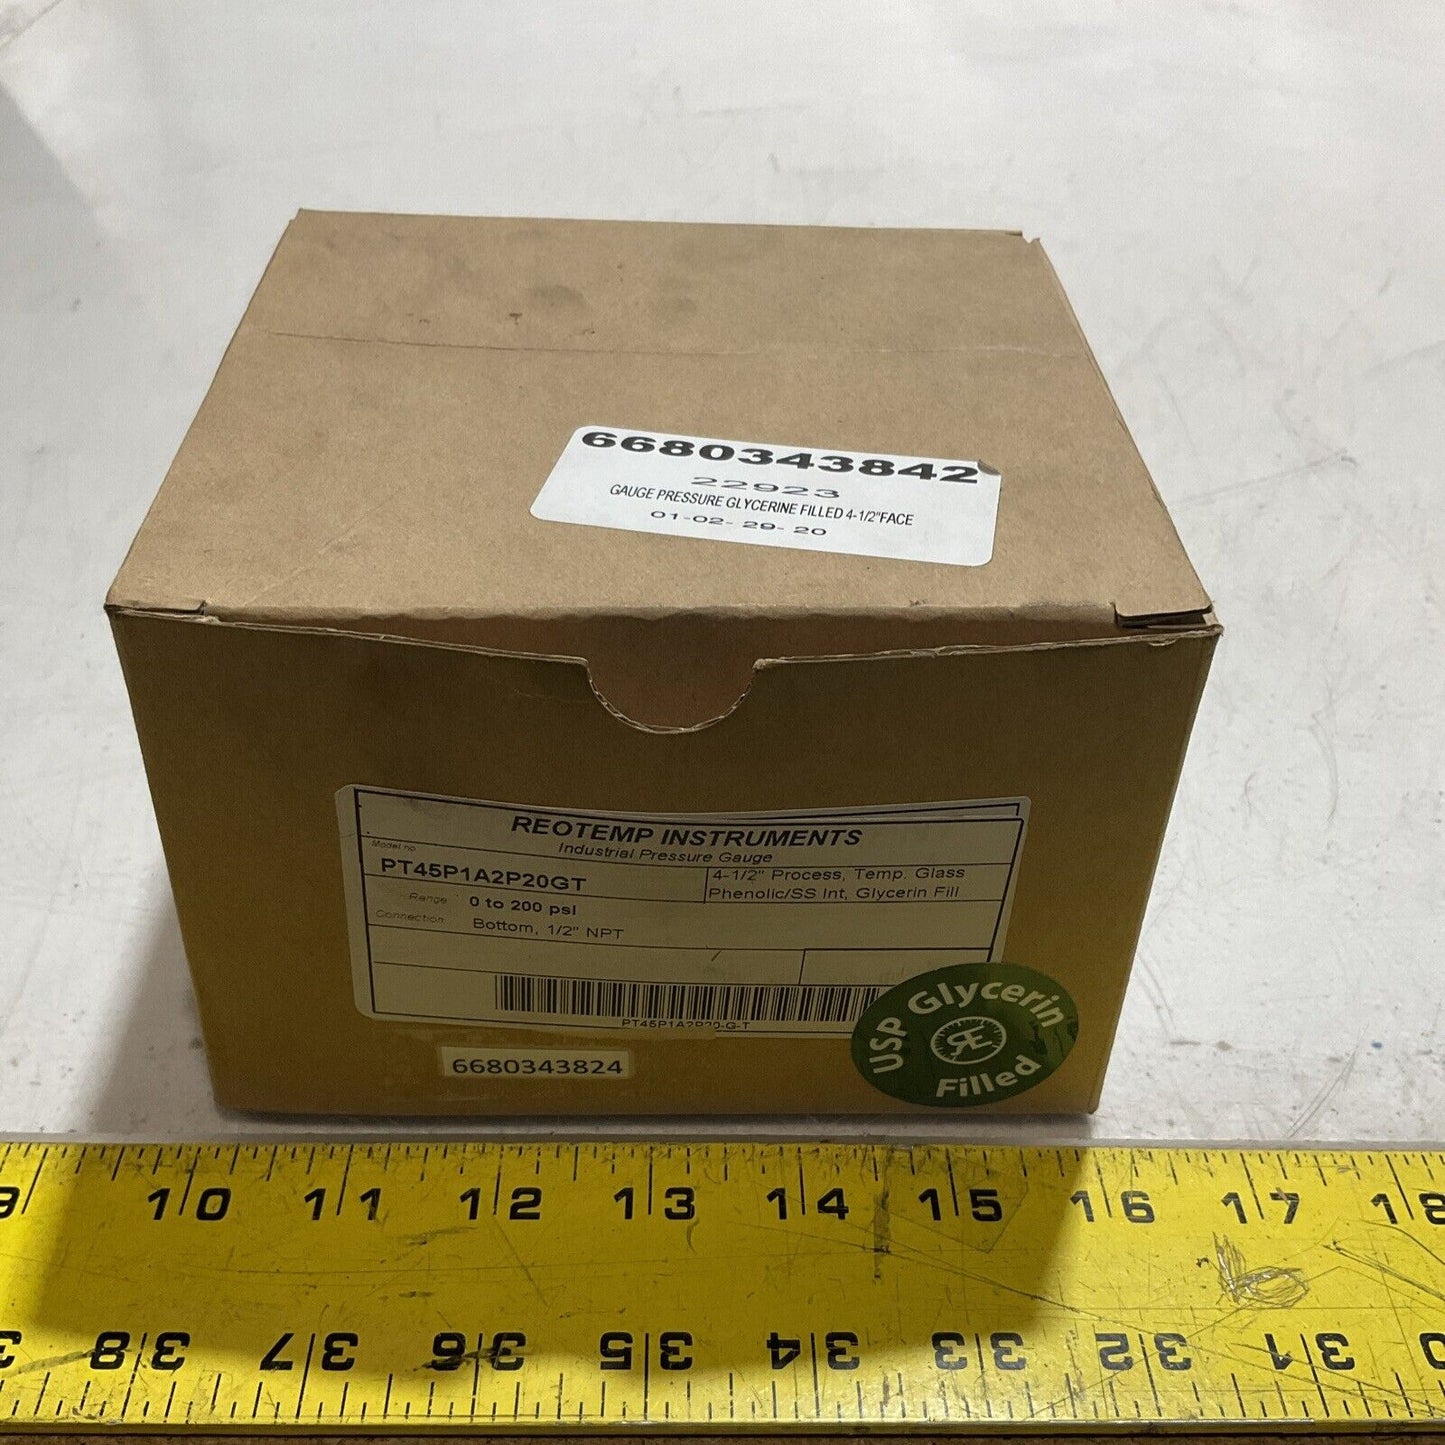 6680343842
22923
GAUGE PRESSURE GLYCERINE FILLED 4-1/2"FACE
01-02- 29- 20
REOTEMP INSTRUMENTS
Industrial Pressure Gauge
Model no
PT45P1A2P20GT
4-1/2" Process, Temp. Glass
Phenolic/SS Int, Glycerin Fill
Range 0 to 200 psi
Connection Bottom, 1/2" NPT
PT45P1A2P20-G-T
6680343824
USP Glycerin
Filled
9 10 11 12 13 14 15 16 17 18
38 37 36 35 34 33 32 31 30